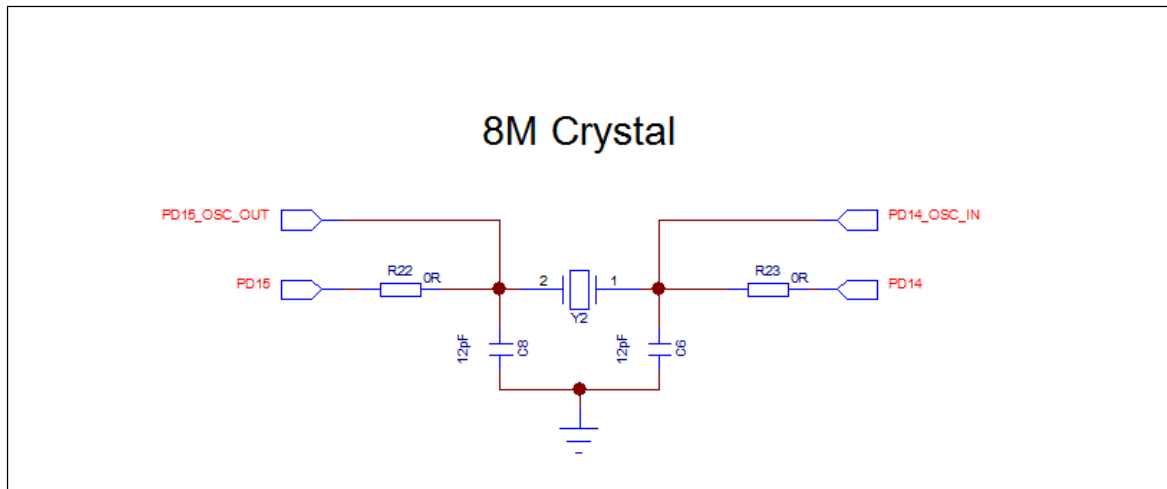 8M Crystal
PD15_OSC_OUT
PD14_OSC_IN
PD15
R22
0R
2
1
Y2
R23
0R
PD14
12pF
C8
12pF
C6